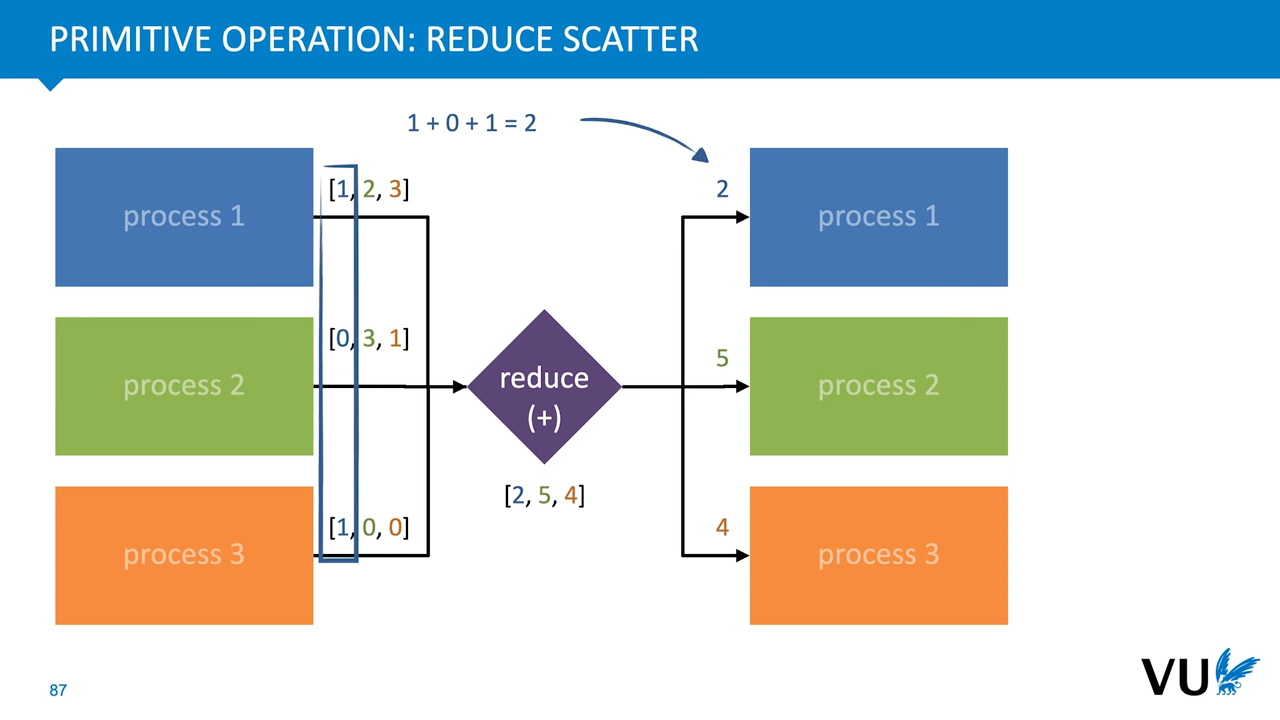 PRIMITIVE OPERATION: REDUCE SCATTER
1 + 0 + 1 = 2
process 1
[1, 2, 3]
2
process 1
process 2
[0, 3, 1]
reduce
(+)
[2, 5, 4]
5
process 2
process 3
[1, 0, 0]
4
process 3
87
VU